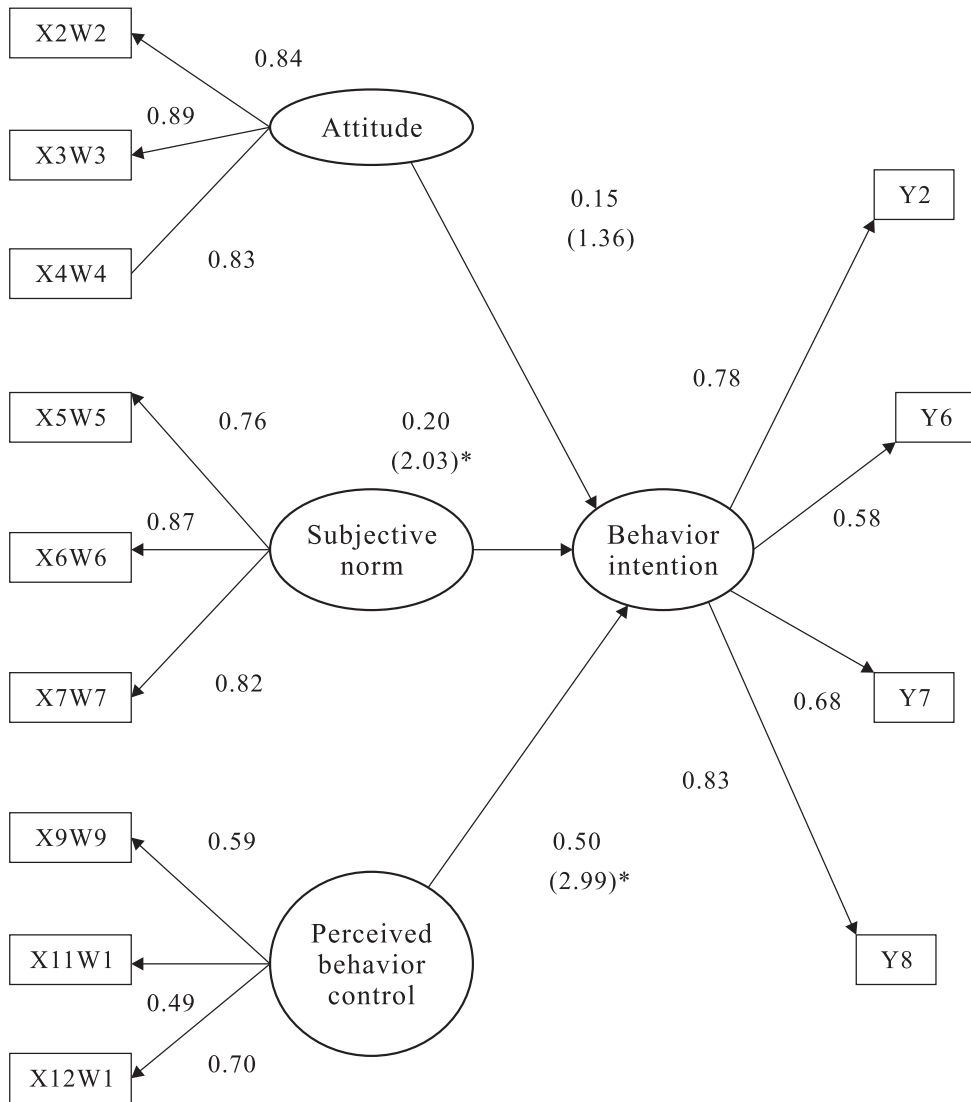 X2W2
0.84
0.89
Attitude
X3W3
X4W4
0.83
0.15
(1.36)
Y2
0.78
X5W5
0.76
0.20
(2.03)*
Y6
0.58
0.87
X6W6
Subjective
norm
Behavior
intention
X7W7
0.82
Y7
0.68
0.83
X9W9
0.59
0.50
(2.99)*
X11W1
0.49
Perceived
behavior
control
Y8
X12W1
0.70